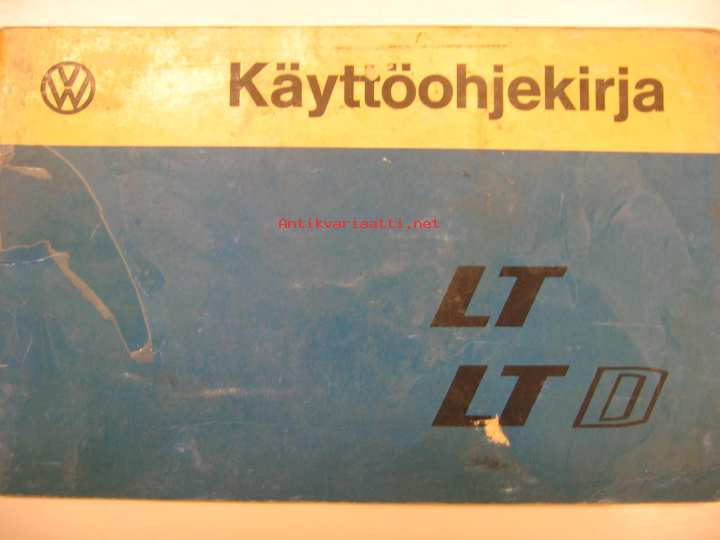 VW Käyttöohjekirja
Antikvariaatti.net
LT
LT D